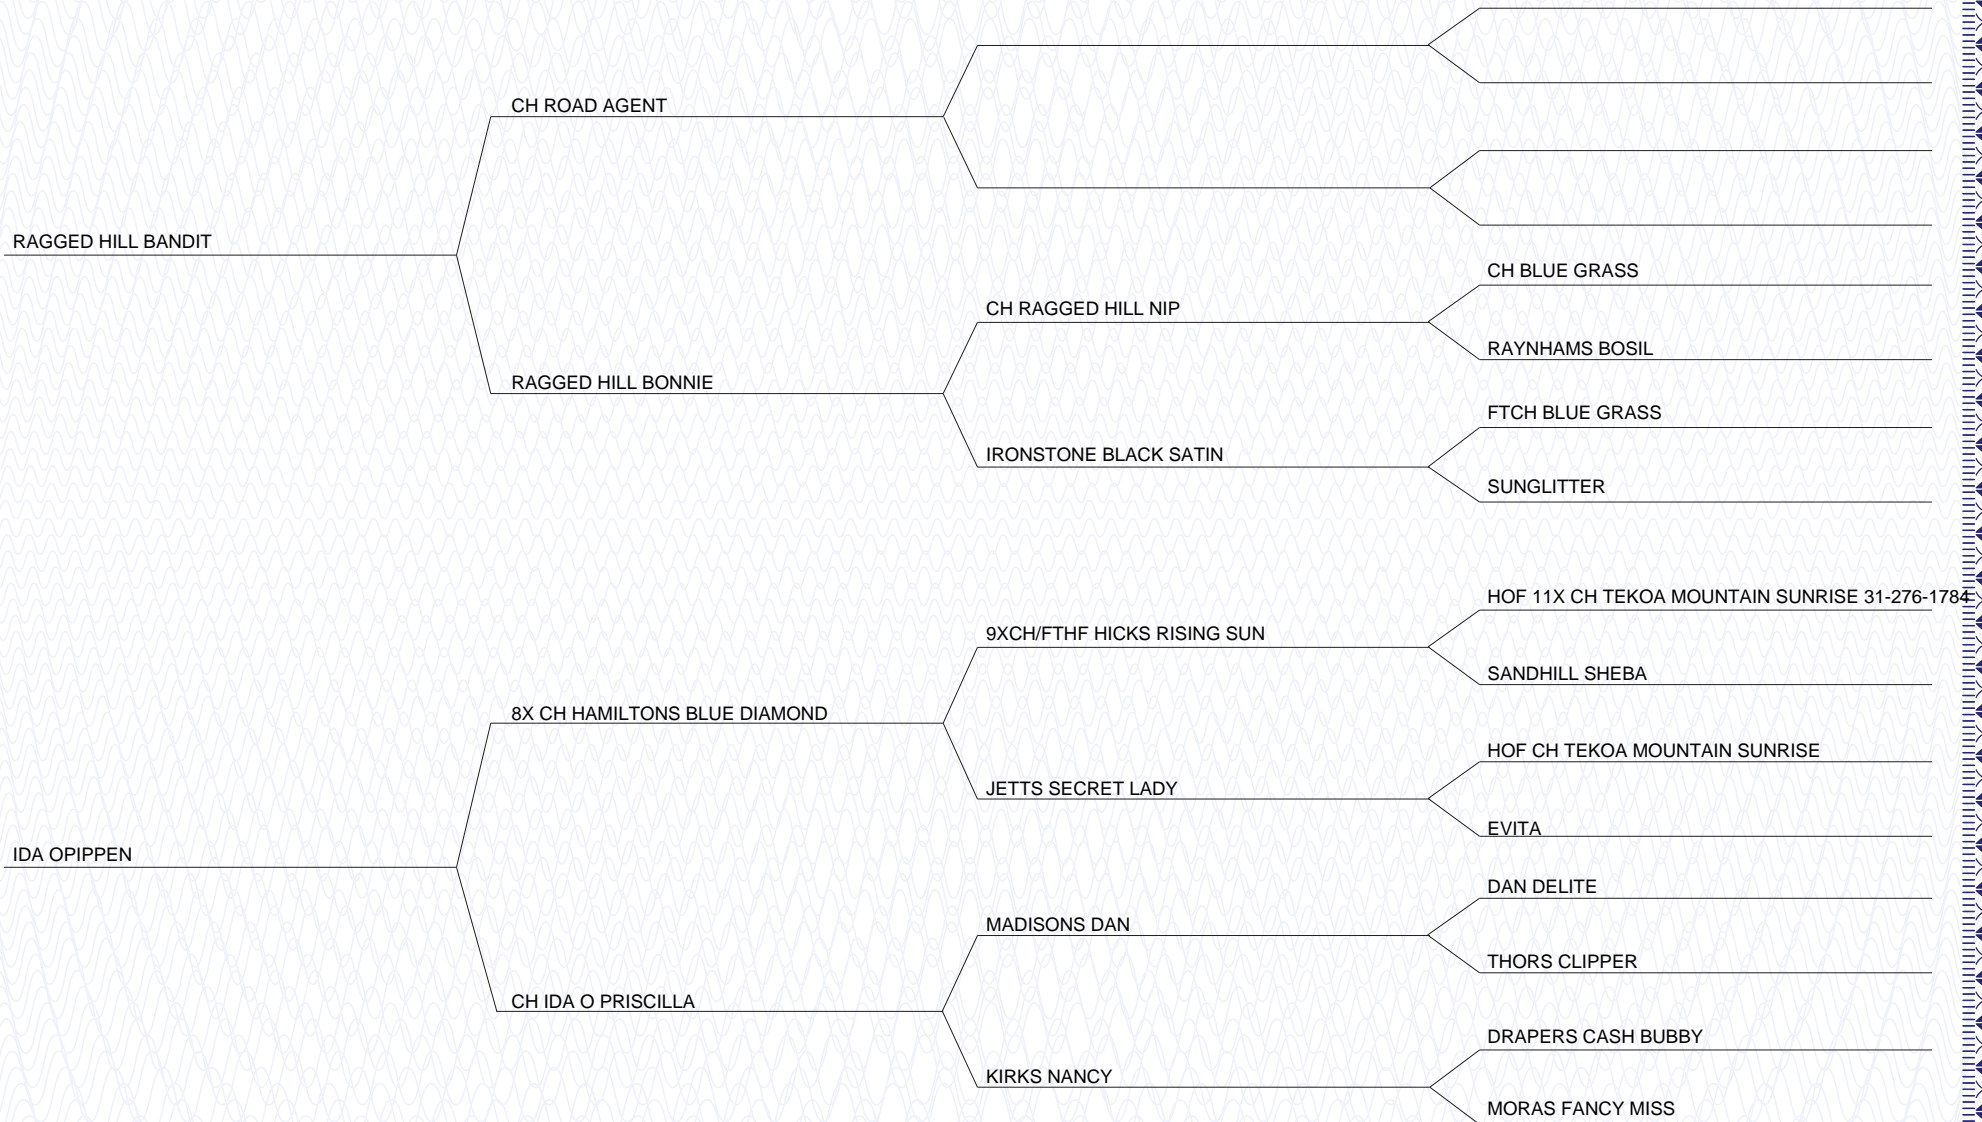 CH ROAD AGENT
RAGGED HILL BANDIT
CH BLUE GRASS
CH RAGGED HILL NIP
RAYNHAMS BOSIL
RAGGED HILL BONNIE
FTCH BLUE GRASS
IRONSTONE BLACK SATIN
SUNGLITTER
HOF 11X CH TEKOA MOUNTAIN SUNRISE 31-276-1784
9XCH/FTHF HICKS RISING SUN
SANDHILL SHEBA
8X CH HAMILTONS BLUE DIAMOND
HOF CH TEKOA MOUNTAIN SUNRISE
JETTS SECRET LADY
EVITA
IDA OPIPPEN
DAN DELITE
MADISONS DAN
THORS CLIPPER
CH IDA O PRISCILLA
DRAPERS CASH BUBBY
KIRKS NANCY
MORAS FANCY MISS